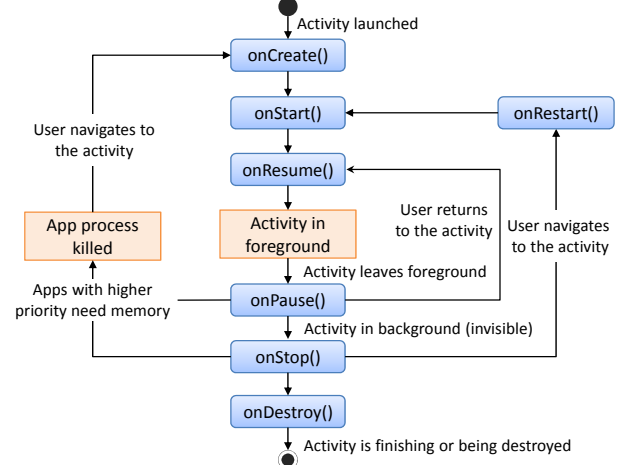 Activity launched
onCreate()
User navigates to
the activity
onStart()
onRestart()
onResume()
App process
killed
Activity in
foreground
User returns
to the activity
User navigates
to the activity
Activity leaves foreground
Apps with higher
priority need memory
onPause()
Activity in background (invisible)
onStop()
onDestroy()
Activity is finishing or being destroyed